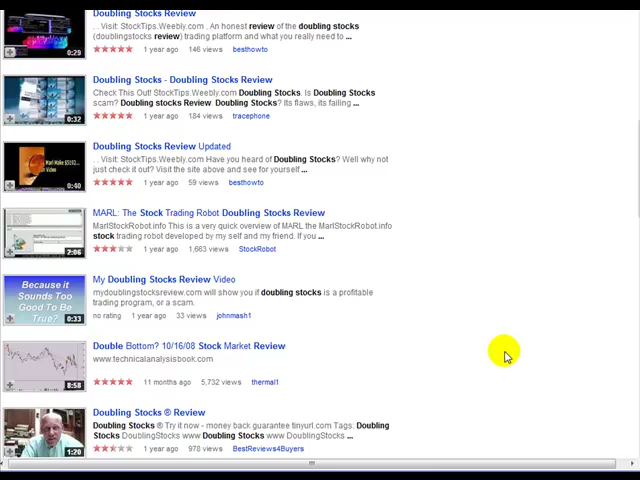 Doubling Stocks Review
. . Visit: StockTips.Weebly.com . An honest review of the doubling stocks
(doublingstocks review) trading platform and what you really need to ...
0:29
1 year ago 146 views besthowto
Doubling Stocks - Doubling Stocks Review
Check This Out! StockTips.Weebly.com Doubling Stocks. Is Doubling Stocks
scam? Doubling stocks Review. Doubling Stocks? Its flaws, its failing ...
0:32
1 year ago 184 views tracephone
Doubling Stocks Review Updated
. . Visit: StockTips.Weebly.com Have you heard of Doubling Stocks? Well why not
just check it out? Visit the site above and see for yourself ...
0:40
1 year ago 59 views besthowto
MARL: The Stock Trading Robot Doubling Stocks Review
MarlStockRobot.info This is a very quick overview of MARL the MarlStockRobot.info
stock trading robot developed by my self and my friend. If you ...
2:06
1 year ago 1,663 views StockRobot
Because it
Sounds Too
Good To Be
True?
0:33
My Doubling Stocks Review Video
mydoublingstocksreview.com will show you if doubling stocks is a profitable
trading program, or a scam.
no rating 1 year ago 33 views johnmash1
Double Bottom? 10/16/08 Stock Market Review
www.technicalanalysisbook.com
8:58
11 months ago 5,732 views thermal1
Doubling Stocks ® Review
Doubling Stocks ® Try it now - money back guarantee tinyurl.com Tags: Doubling
Stocks DoublingStocks www Doubling Stocks www DoublingStocks ...
1:20
1 year ago 978 views BestReviews4Buyers